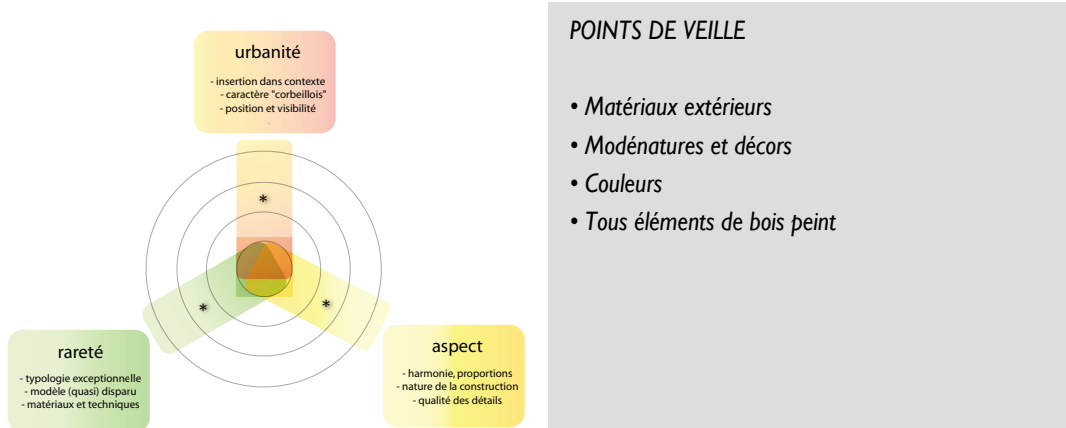 urbanité
- insertion dans contexte
- caractère "corbeillois"
- position et visibilité
*
*
*
rareté
- typologie exceptionnelle
- modèle (quasi) disparu
- matériaux et techniques
aspect
- harmonie, proportions
- nature de la construction
- qualité des détails
POINTS DE VEILLE
• Matériaux extérieurs
• Modénatures et décors
• Couleurs
• Tous éléments de bois peint